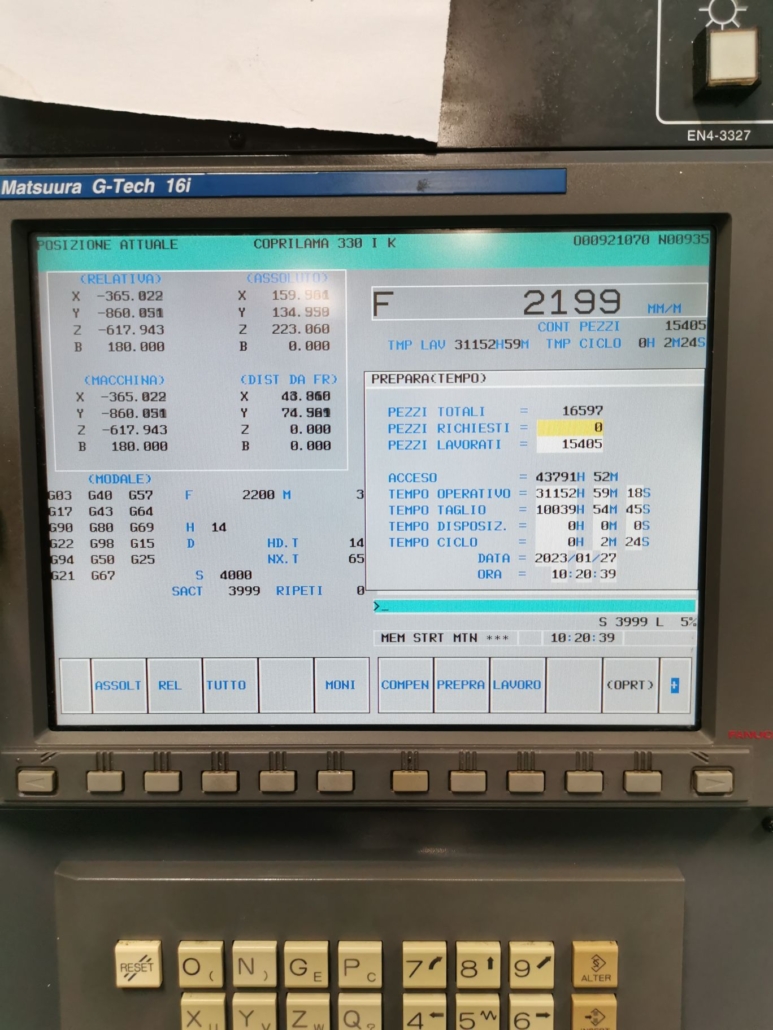 EN4-3327
Matsuura G-Tech 16i
POSIZIONE ATTUALE COPRILAMA 330 I K O00921070 N00935
(RELATIVA) (ASSOLUTO)
X -365.022 X
Y -860.051 Y 134.950
Z -617.943 Z 223.060
B 180.000 B 0.000
F 2199 MM/M
CONT PEZZI 15405
TMP LAV 31152H59M TMP CICLO 0H 2M24S
(MACCHINA) (DIST DA FR)
X -365.022 X 43.860
Y -860.051 Y
Z -617.943 Z 0.000
B 180.000 B 0.000
(MODALE)
G03 G40 G57 F 2200 M 3
G17 G43 G64
G90 G80 G69 H 14
G22 G98 G15 D HD.T 14
G94 G50 G25 NX.T 65
G21 G67 S 4000
SACT 3999 RIPETI 0
PREPARA(TEMPO)
PEZZI TOTALI = 16597
PEZZI RICHIESTI = 0
PEZZI LAVORATI = 15405
ACCESO = 43791H 52M
TEMPO OPERATIVO = 31152H 59M 18S
TEMPO TAGLIO = 10039H 54M 45S
TEMPO DISPOSIZ. = 0H 0M 0S
TEMPO CICLO = 0H 2M 24S
DATA = 2023/01/27
ORA = 10:20:39
>_
S 3999 L 5%
MEM STRT MTN *** 10:20:39
ASSOLT REL TUTTO MONI COMPEN PREPRA LAVORO (OPRT) +
FANUC
RESET O( N) GE PC 7 8 9 ALTER
XU YV ZW Q? 4 5 6